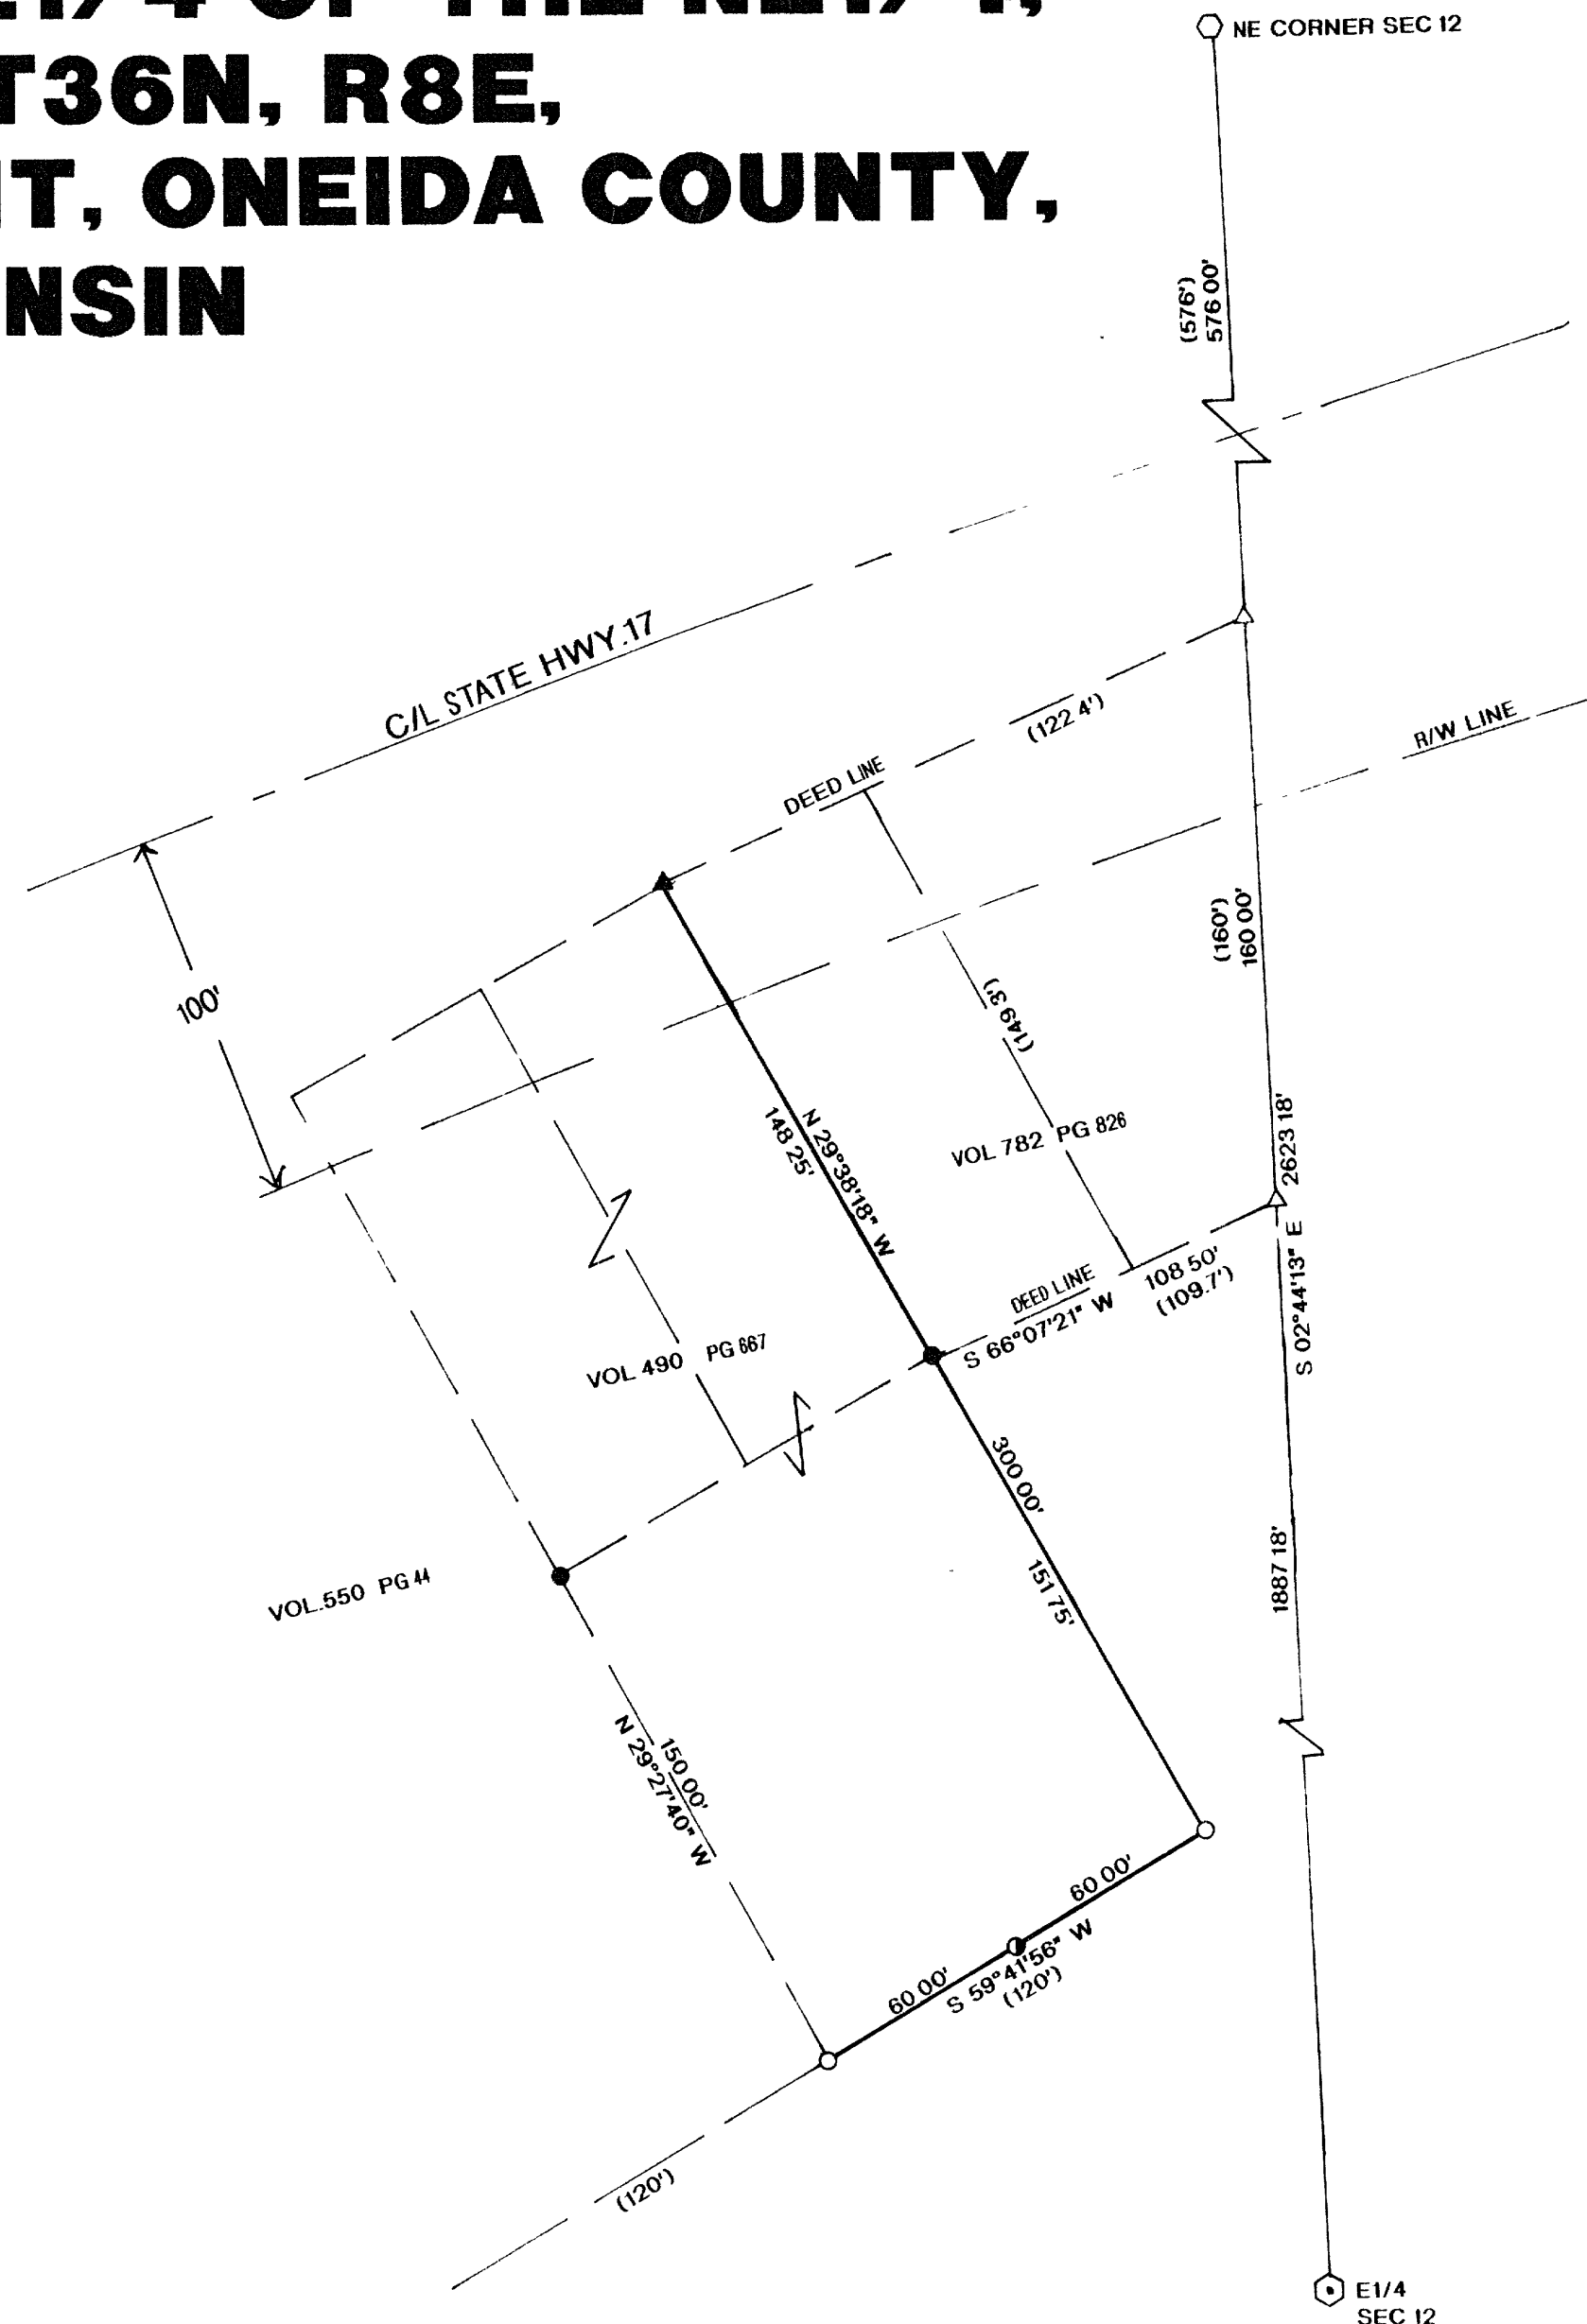 OF THE
T36N, R8E,
T, ONEIDA COUNTY,
NSIN
NE CORNER SEC 12
(576')
576 00'
C/L STATE HWY.17
(122 4')
R/W LINE
DEED LINE
100'
(160')
160 00'
(149 3')
N 29°38'18" W
148 25'
VOL 782 PG 826
2623 18'
S 02°44'13" E
108 50'
(109.7')
DEED LINE
S 66°07'21" W
VOL 490 PG 667
300 00'
151 75'
1887 18'
VOL.550 PG 44
150 00'
N 29°27'40" W
60 00'
60 00'
S 59°41'56" W
(120')
(120')
E1/4
SEC 12